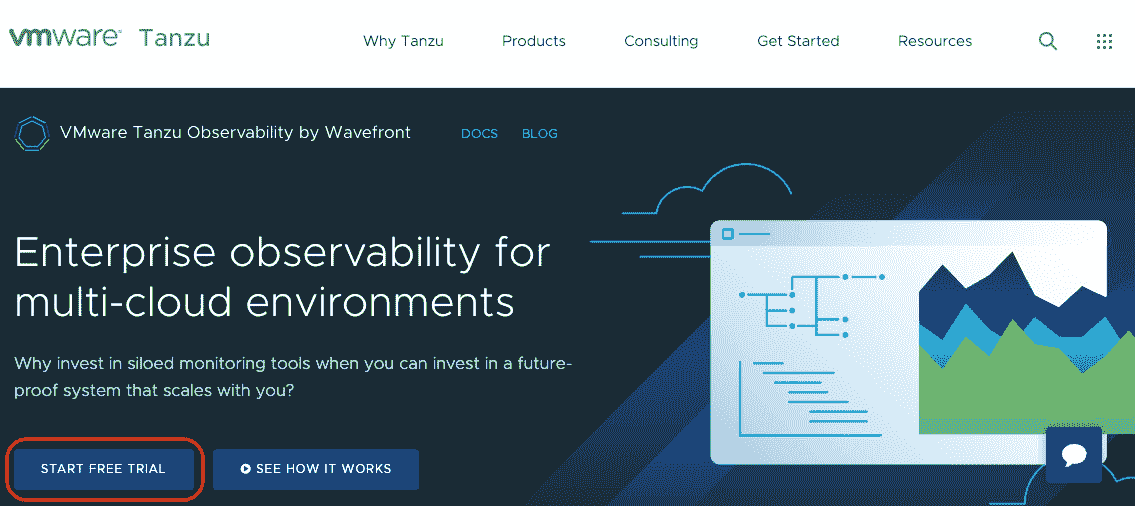 vmware® Tanzu
Why Tanzu Products Consulting Get Started Resources
VMware Tanzu Observability by Wavefront DOCS BLOG
Enterprise observability for
multi-cloud environments
Why invest in siloed monitoring tools when you can invest in a future-
proof system that scales with you?
START FREE TRIAL SEE HOW IT WORKS